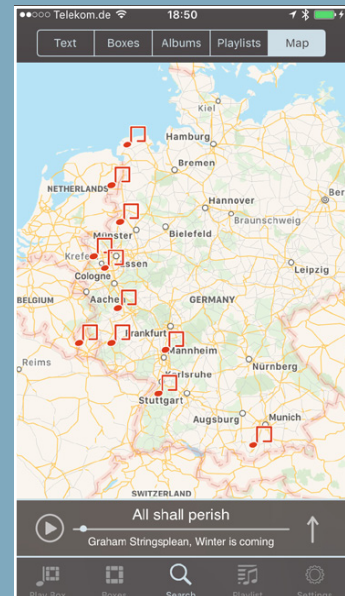 Telekom.de 18:50
Text Boxes Albums Playlists Map
Kiel
Hamburg
Bremen
NETHERLANDS
Hannover
Ber
Braunschweig
Münster
Bielefeld
Krefe
Essen
Leipzig
Cologne
BELGIUM
Aachen
GERMANY
Frankfurt
Reims
Mannheim
Nürnberg
Karlsruhe
Stuttgart
Augsburg
Munich
SWITZERLAND
All shall perish
Graham Stringsplean, Winter is coming
Play Box Boxes Search Playlist Settings